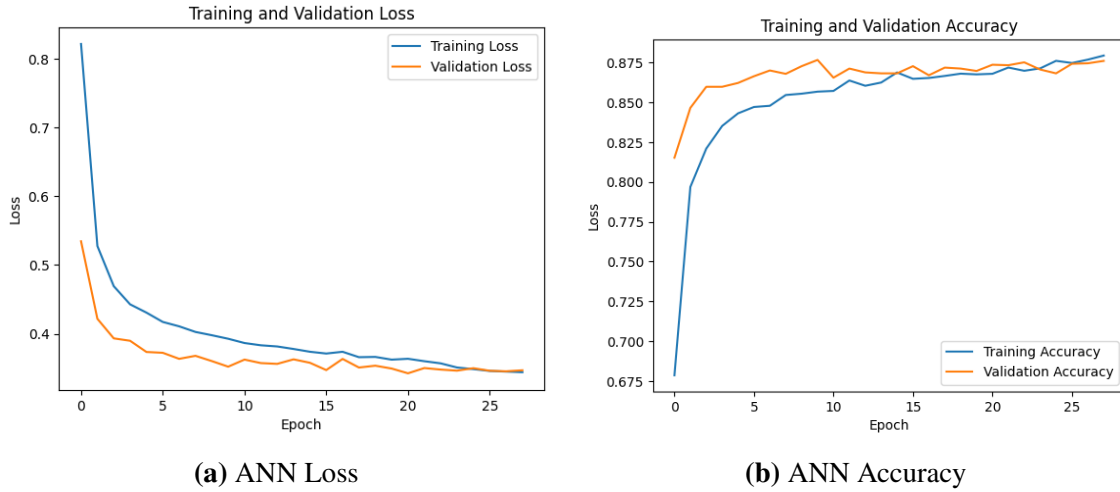 Training and Validation Loss
Training Loss
Validation Loss
0.8
0.7
0.6
0.5
0.4
Loss
0 5 10 15 20 25
Epoch
(a) ANN Loss
Training and Validation Accuracy
0.875
0.850
0.825
0.800
0.775
0.750
0.725
0.700
0.675
Loss
Training Accuracy
Validation Accuracy
0 5 10 15 20 25
Epoch
(b) ANN Accuracy